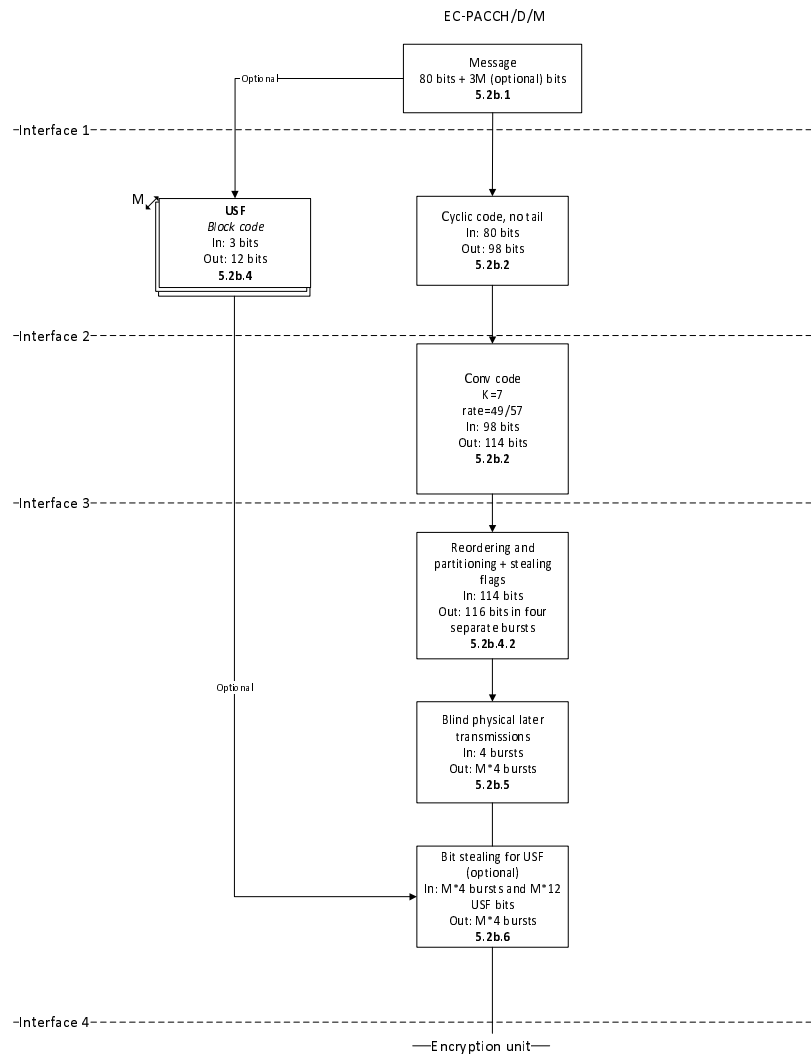 EC-PACCH/D/M
Message
80 bits + 3M (optional) bits
5.2b.1
Optional
Interface 1
M
USF
Block code
In: 3 bits
Out: 12 bits
5.2b.4
Cyclic code, no tail
In: 80 bits
Out: 98 bits
5.2b.2
Interface 2
Conv code
K=7
rate=49/57
In: 98 bits
Out: 114 bits
5.2b.2
Interface 3
Reordering and
partitioning + stealing
flags
In: 114 bits
Out: 116 bits in four
separate bursts
5.2b.4.2
Optional
Blind physical later
transmissions
In: 4 bursts
Out: M*4 bursts
5.2b.5
Bit stealing for USF
(optional)
In: M*4 bursts and M*12
USF bits
Out: M*4 bursts
5.2b.6
Interface 4
Encryption unit